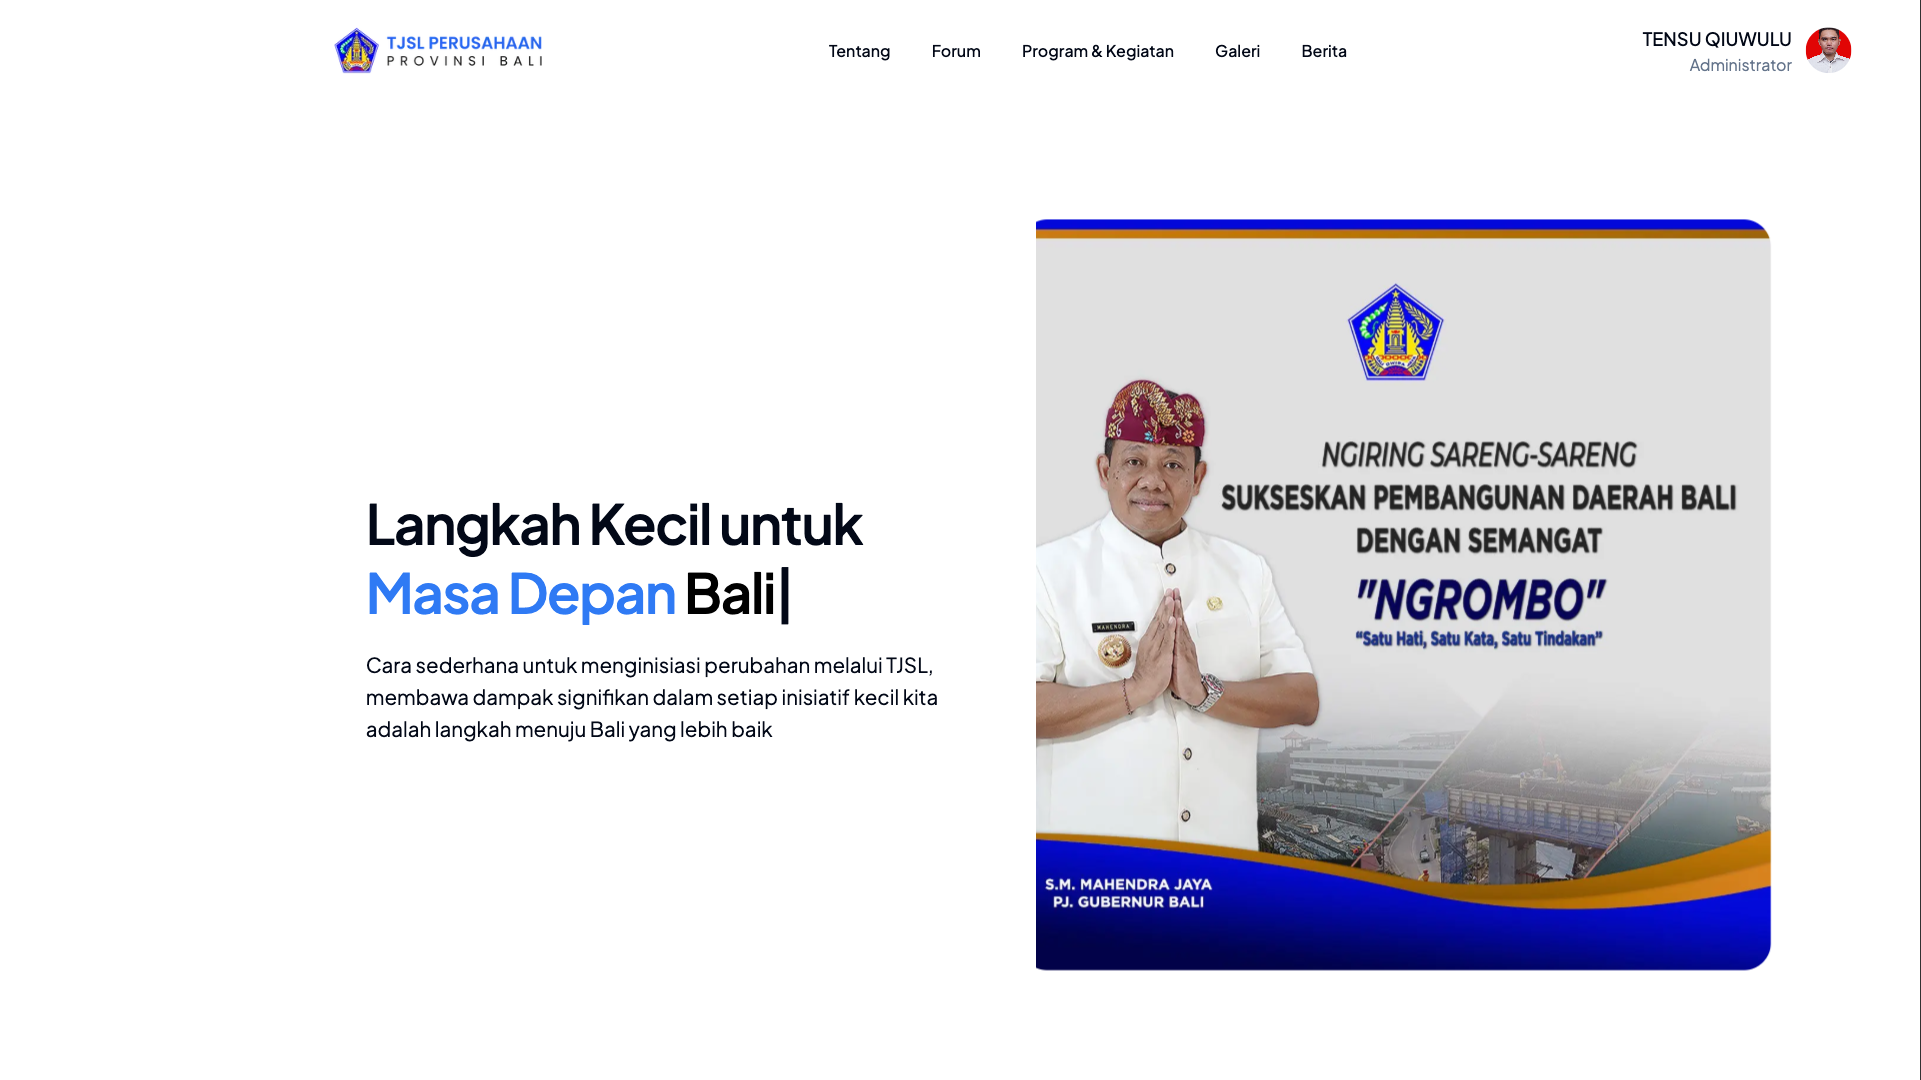 TJSL PERUSAHAAN
PROVINSI BALI
Tentang
Forum
Program & Kegiatan
Galeri
Berita
TENSU QIUWULU
Administrator
Langkah Kecil untuk
Masa Depan Bali|
Cara sederhana untuk menginisiasi perubahan melalui TJSL,
membawa dampak signifikan dalam setiap inisiatif kecil kita
adalah langkah menuju Bali yang lebih baik
NGIRING SARENG-SARENG
SUKSESKAN PEMBANGUNAN DAERAH BALI
DENGAN SEMANGAT
"NGROMBO"
“Satu Hati, Satu Kata, Satu Tindakan”
MAHENDRA
S.M. MAHENDRA JAYA
PJ. GUBERNUR BALI